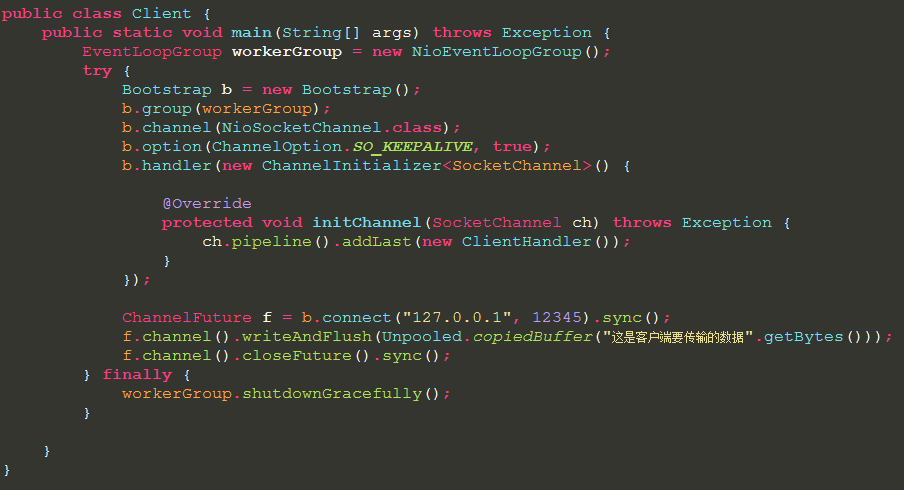 public class Client {
    public static void main(String[] args) throws Exception {
        EventLoopGroup workerGroup = new NioEventLoopGroup();
        try {
            Bootstrap b = new Bootstrap();
            b.group(workerGroup);
            b.channel(NioSocketChannel.class);
            b.option(ChannelOption.SO_KEEPALIVE, true);
            b.handler(new ChannelInitializer<SocketChannel>() {

                @Override
                protected void initChannel(SocketChannel ch) throws Exception {
                    ch.pipeline().addLast(new ClientHandler());
                }
            });

            ChannelFuture f = b.connect("127.0.0.1", 12345).sync();
            f.channel().writeAndFlush(Unpooled.copiedBuffer("这是客户端要传输的数据".getBytes()));
            f.channel().closeFuture().sync();
        } finally {
            workerGroup.shutdownGracefully();
        }

    }
}